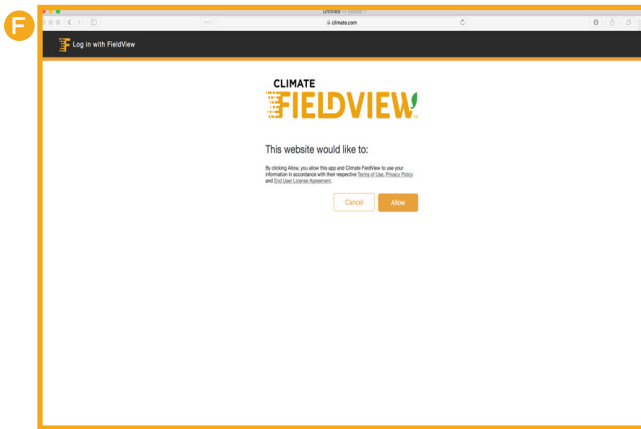 F
Untitled
climate.com
Log in with FieldView
CLIMATE
FIELDVIEW
This website would like to:
By clicking Allow, you allow this app and Climate FieldView to use your
information in accordance with their respective Terms of Use, Privacy Policy
and End User License Agreement.
Cancel
Allow